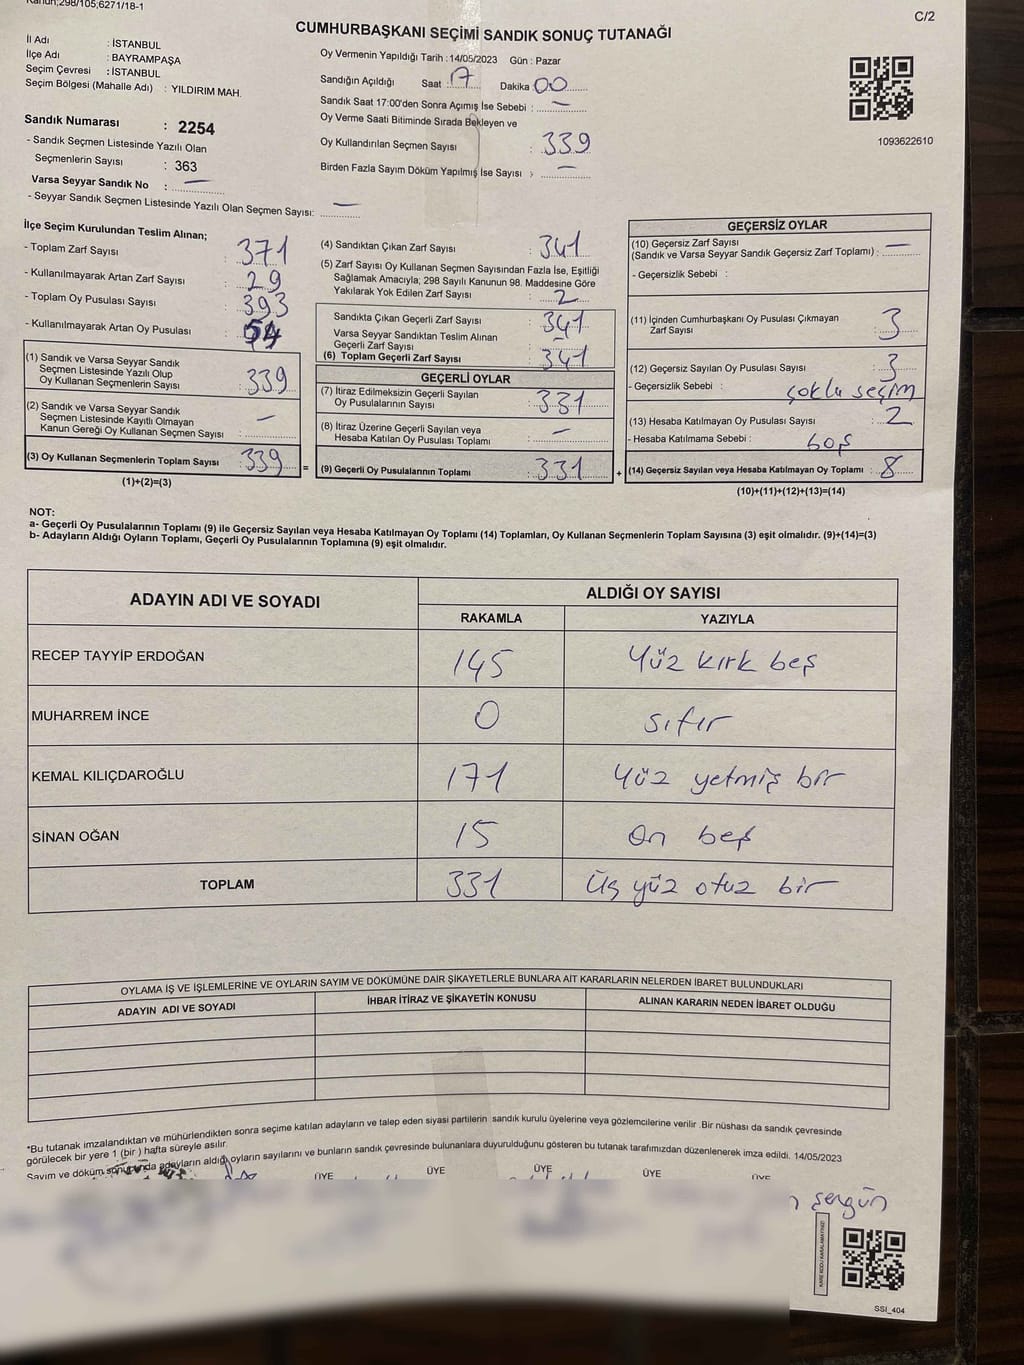 Kanun;298/105;6271/18-1
C/2
CUMHURBAŞKANI SEÇİMİ SANDIK SONUÇ TUTANAĞI
İl Adı : İSTANBUL
İlçe Adı : BAYRAMPAŞA
Seçim Çevresi : İSTANBUL
Seçim Bölgesi (Mahalle Adı) : YILDIRIM MAH.
Sandık Numarası : 2254
- Sandık Seçmen Listesinde Yazılı Olan
Seçmenlerin Sayısı : 363
Varsa Seyyar Sandık No : —
- Seyyar Sandık Seçmen Listesinde Yazılı Olan Seçmen Sayısı: —
Oy Vermenin Yapıldığı Tarih : 14/05/2023 Gün : Pazar
Sandığın Açıldığı Saat : 17 Dakika : 00
Sandık Saat 17:00'den Sonra Açımış İse Sebebi : —
Oy Verme Saati Bitiminde Sırada Bekleyen ve
Oy Kullandırılan Seçmen Sayısı : 339
Birden Fazla Sayım Döküm Yapılmış İse Sayısı : —
1093622610
İlçe Seçim Kurulundan Teslim Alınan;
- Toplam Zarf Sayısı : 371
- Kullanılmayarak Artan Zarf Sayısı : 29
- Toplam Oy Pusulası Sayısı : 393
- Kullanılmayarak Artan Oy Pusulası : 54
(1) Sandık ve Varsa Seyyar Sandık
Seçmen Listesinde Yazılı Olup
Oy Kullanan Seçmenlerin Sayısı : 339
(2) Sandık ve Varsa Seyyar Sandık
Seçmen Listesinde Kayıtlı Olmayan
Kanun Gereği Oy Kullanan Seçmen Sayısı : —
(3) Oy Kullanan Seçmenlerin Toplam Sayısı : 339 =
(1)+(2)=(3)
(4) Sandıktan Çıkan Zarf Sayısı : 341
(5) Zarf Sayısı Oy Kullanan Seçmen Sayısından Fazla İse, Eşitliği
Sağlamak Amacıyla; 298 Sayılı Kanunun 98. Maddesine Göre
Yakılarak Yok Edilen Zarf Sayısı : 2
Sandıkta Çıkan Geçerli Zarf Sayısı : 341
Varsa Seyyar Sandıktan Teslim Alınan
Geçerli Zarf Sayısı : —
(6) Toplam Geçerli Zarf Sayısı : 341
GEÇERLİ OYLAR
(7) İtiraz Edilmeksizin Geçerli Sayılan
Oy Pusulalarının Sayısı : 331
(8) İtiraz Üzerine Geçerli Sayılan veya
Hesaba Katılan Oy Pusulası Toplamı : —
(9) Geçerli Oy Pusulalarının Toplamı : 331 +
GEÇERSİZ OYLAR
(10) Geçersiz Zarf Sayısı
(Sandık ve Varsa Seyyar Sandık Geçersiz Zarf Toplamı) : —
- Geçersizlik Sebebi :
(11) İçinden Cumhurbaşkanı Oy Pusulası Çıkmayan
Zarf Sayısı : 3
(12) Geçersiz Sayılan Oy Pusulası Sayısı : 3
- Geçersizlik Sebebi : çoklu seçim
(13) Hesaba Katılmayan Oy Pusulası Sayısı : 2
- Hesaba Katılmama Sebebi : boş
(14) Geçersiz Sayılan veya Hesaba Katılmayan Oy Toplamı : 8
(10)+(11)+(12)+(13)=(14)
NOT:
a- Geçerli Oy Pusulalarının Toplamı (9) ile Geçersiz Sayılan veya Hesaba Katılmayan Oy Toplamı (14) Toplamları, Oy Kullanan Seçmenlerin Toplam Sayısına (3) eşit olmalıdır. (9)+(14)=(3)
b- Adayların Aldığı Oyların Toplamı, Geçerli Oy Pusulalarının Toplamına (9) eşit olmalıdır.
ADAYIN ADI VE SOYADI ALDIĞI OY SAYISI
RAKAMLA YAZIYLA
RECEP TAYYİP ERDOĞAN 145 Yüz kırk beş
MUHARREM İNCE 0 sıfır
KEMAL KILIÇDAROĞLU 171 Yüz yetmiş bir
SİNAN OĞAN 15 On beş
TOPLAM 331 Üç yüz otuz bir
OYLAMA İŞ VE İŞLEMLERİNE VE OYLARIN SAYIM VE DÖKÜMÜNE DAİR ŞİKAYETLERLE BUNLARA AİT KARARLARIN NELERDEN İBARET BULUNDUKLARI
ADAYIN ADI VE SOYADI İHBAR İTİRAZ VE ŞİKAYETİN KONUSU ALINAN KARARIN NEDEN İBARET OLDUĞU
*Bu tutanak imzalandıktan ve mühürlendikten sonra seçime katılan adayların ve talep eden siyasi partilerin sandık kurulu üyelerine veya gözlemcilerine verilir .Bir nüshası da sandık çevresinde
görülecek bir yere 1 (bir ) hafta süreyle asılır.
Sayım ve döküm sonucunda adayların aldığı oyların sayılarını ve bunların sandık çevresinde bulunanlara duyurulduğunu gösteren bu tutanak tarafımızdan düzenlenerek imza edildi. 14/05/2023
ÜYE ÜYE ÜYE ÜYE ÜYE
Şengün
KARE KODU KARALAMAYINIZ!
SSİ_404